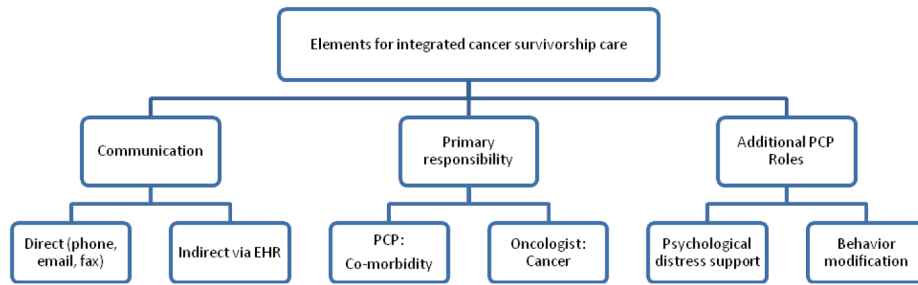 Elements for integrated cancer survivorship care
Communication
Primary
responsibility
Additional PCP
Roles
Direct (phone,
email, fax)
Indirect via EHR
PCP:
Co-morbidity
Oncologist:
Cancer
Psychological
distress support
Behavior
modification